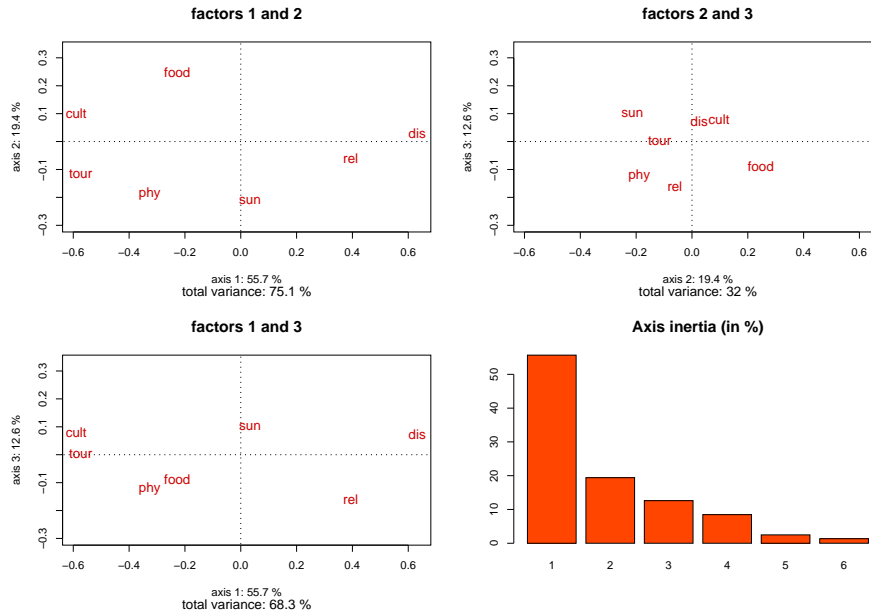 factors 1 and 2
0.3
0.1
−0.1
−0.3
axis 2: 19.4 %
food
cult
dis
rel
tour
phy
sun
−0.6 −0.4 −0.2 0.0 0.2 0.4 0.6
axis 1: 55.7 %
total variance: 75.1 %
factors 2 and 3
0.3
0.1
−0.1
−0.3
axis 3: 12.6 %
sun
dis
cult
tour
food
phy
rel
−0.6 −0.4 −0.2 0.0 0.2 0.4 0.6
axis 2: 19.4 %
total variance: 32 %
factors 1 and 3
0.3
0.1
−0.1
−0.3
axis 3: 12.6 %
sun
cult
dis
tour
food
phy
rel
−0.6 −0.4 −0.2 0.0 0.2 0.4 0.6
axis 1: 55.7 %
total variance: 68.3 %
Axis inertia (in %)
50
40
30
20
10
0
1 2 3 4 5 6